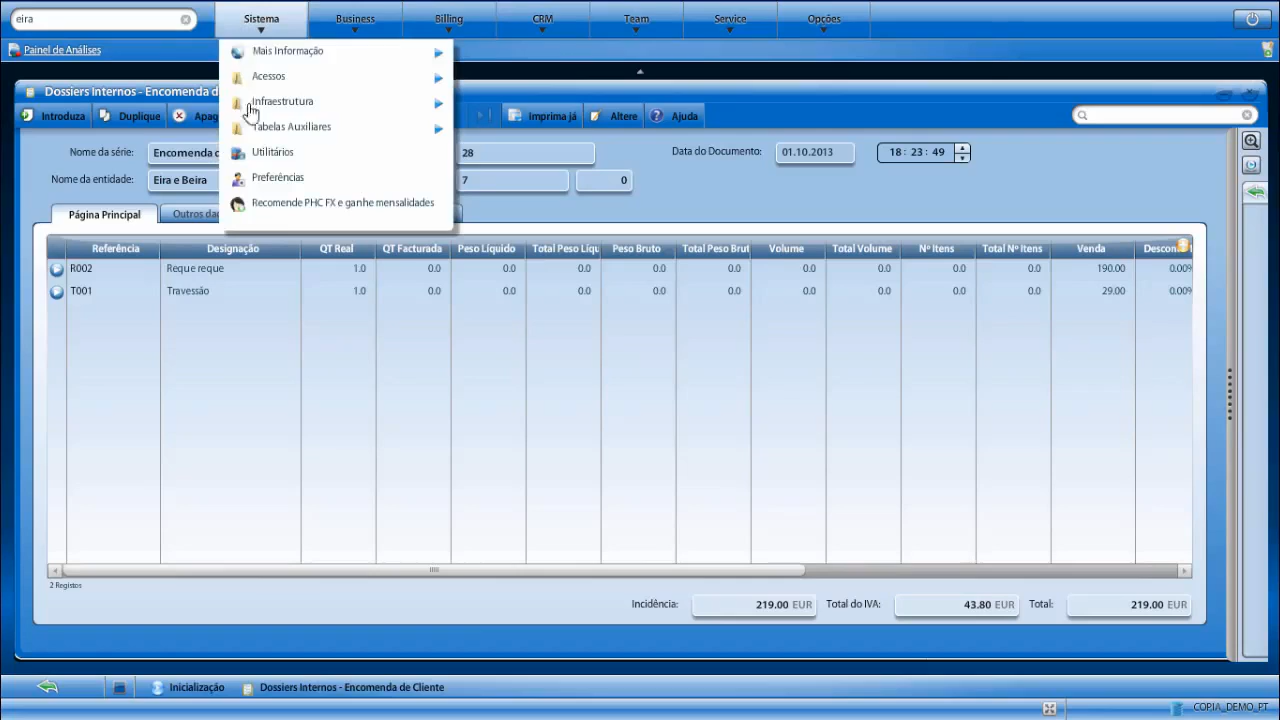 eira
Sistema
Business
Billing
CRM
Team
Service
Opções
Painel de Análises
Mais Informação
Acessos
Infraestrutura
Tabelas Auxiliares
Utilitários
Preferências
Recomende PHC FX e ganhe mensalidades
Dossiers Internos - Encomenda d
Introduza
Duplique
Apag
Imprima já
Altere
Ajuda
Nome da série:
Encomenda c
28
Data do Documento:
01.10.2013
18 : 23 : 49
Nome da entidade:
Eira e Beira
7
0
Página Principal
Outros da
Referência Designação QT Real QT Facturada Peso Líquido Total Peso Líqu Peso Bruto Total Peso Brut Volume Total Volume Nº Itens Total Nº Itens Venda
R002 Reque reque 1.0 0.0 0.0 0.0 0.0 0.0 0.0 0.0 0.0 0.0 190.00 0.00%
T001 Travessão 1.0 0.0 0.0 0.0 0.0 0.0 0.0 0.0 0.0 0.0 29.00 0.00%
2 Registos
Incidência: 219.00 EUR Total do IVA: 43.80 EUR Total: 219.00 EUR
Inicialização
Dossiers Internos - Encomenda de Cliente
COPIA_DEMO_PT